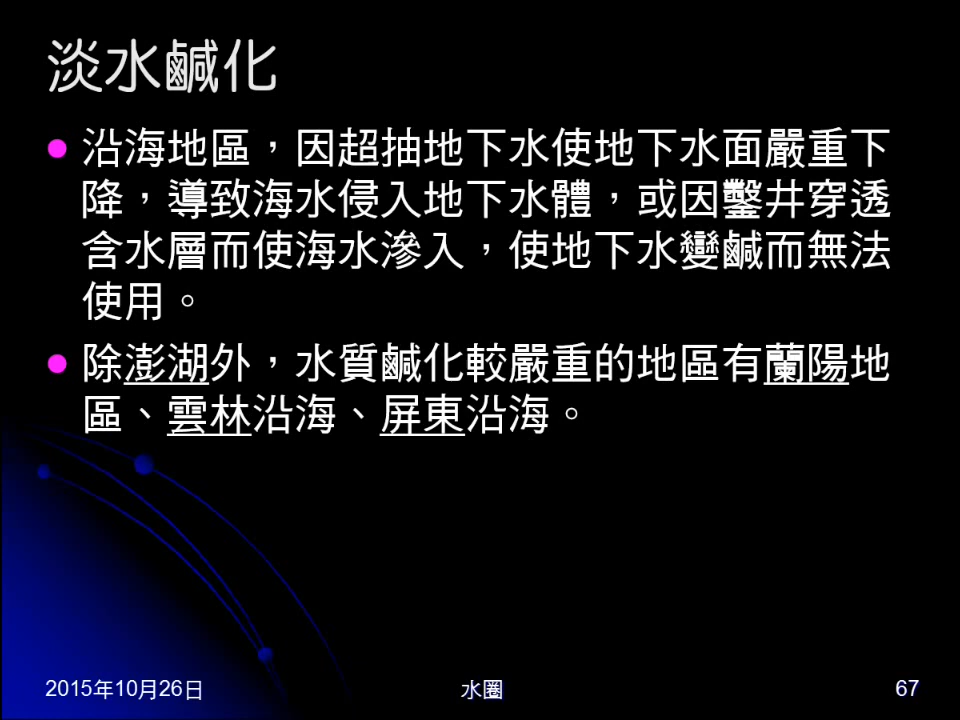 淡水鹹化
沿海地區，因超抽地下水使地下水面嚴重下
降，導致海水侵入地下水體，或因鑿井穿透
含水層而使海水滲入，使地下水變鹹而無法
使用。
除澎湖外，水質鹹化較嚴重的地區有蘭陽地
區、雲林沿海、屏東沿海。
2015年10月26日
水圈
67